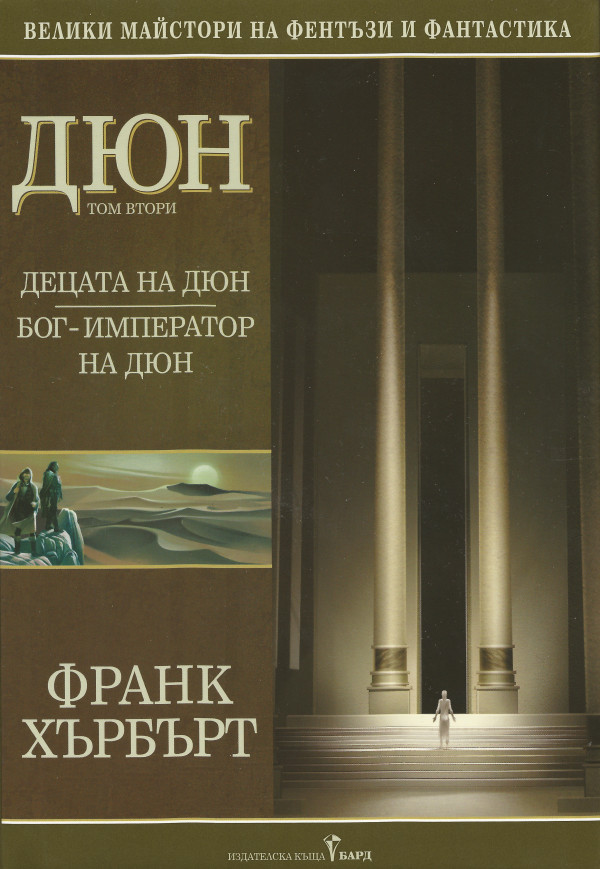 ВЕЛИКИ МАЙСТОРИ НА ФЕНТЪЗИ И ФАНТАСТИКА
ДЮН
ТОМ ВТОРИ
ДЕЦАТА НА ДЮН
БОГ-ИМПЕРАТОР
НА ДЮН
ФРАНК
ХЪРБЪРТ
ИЗДАТЕЛСКА КЪЩА БАРД